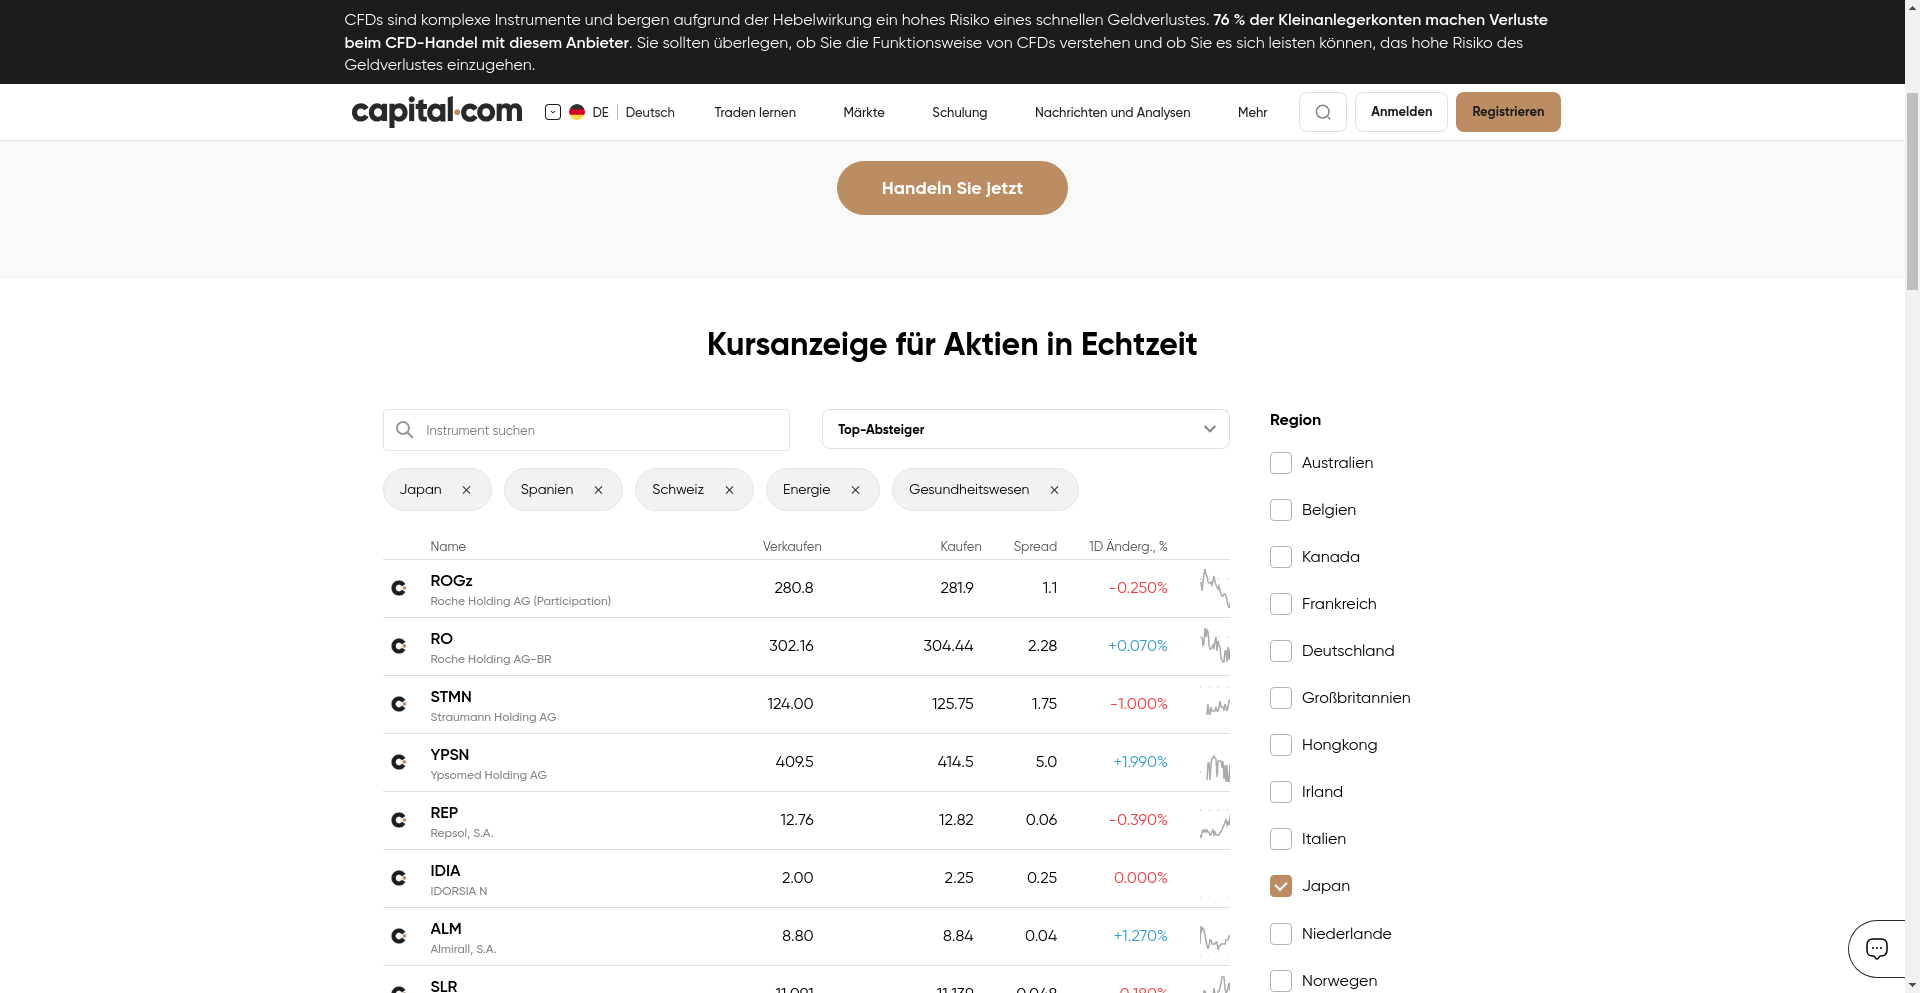 CFDs sind komplexe Instrumente und bergen aufgrund der Hebelwirkung ein hohes Risiko eines schnellen Geldverlustes. 76 % der Kleinanlegerkonten machen Verluste
beim CFD-Handel mit diesem Anbieter. Sie sollten überlegen, ob Sie die Funktionsweise von CFDs verstehen und ob Sie es sich leisten können, das hohe Risiko des
Geldverlustes einzugehen.
capital.com DE Deutsch Traden lernen Märkte Schulung Nachrichten und Analysen Mehr Anmelden Registrieren
Handeln Sie jetzt
Kursanzeige für Aktien in Echtzeit
Instrument suchen
Top-Absteiger
Japan Spanien Schweiz Energie Gesundheitswesen
Name Verkaufen Kaufen Spread 1D Änderg., %
ROGz 280.8 281.9 1.1 -0.250%
Roche Holding AG (Participation)
RO 302.16 304.44 2.28 +0.070%
Roche Holding AG-BR
STMN 124.00 125.75 1.75 -1.000%
Straumann Holding AG
YPSN 409.5 414.5 5.0 +1.990%
Ypsomed Holding AG
REP 12.76 12.82 0.06 -0.390%
Repsol, S.A.
IDIA 2.00 2.25 0.25 0.000%
IDORSIA N
ALM 8.80 8.84 0.04 +1.270%
Almirall, S.A.
SLR 11.091 11.139 0.048 -0.180%
Region
Australien
Belgien
Kanada
Frankreich
Deutschland
Großbritannien
Hongkong
Irland
Italien
Japan
Niederlande
Norwegen